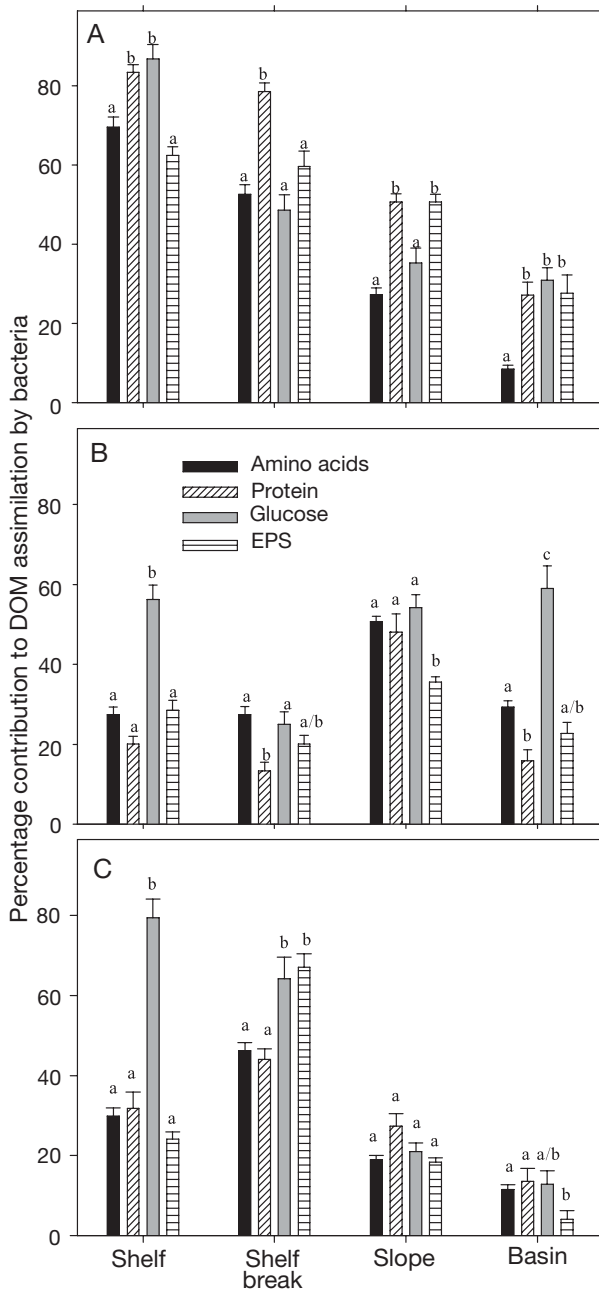 Percentage contribution to DOM assimilation by bacteria
A
80
60
40
20
0
a b b a
a b a a
a b a b
a b b b
B
Amino acids
Protein
Glucose
EPS
80
60
40
20
0
a a b a
a b a a/b
a a a b
a b c a/b
C
80
60
40
20
0
a a b a
a a b b
a a a a
a a a/b b
Shelf Shelf Slope Basin
break